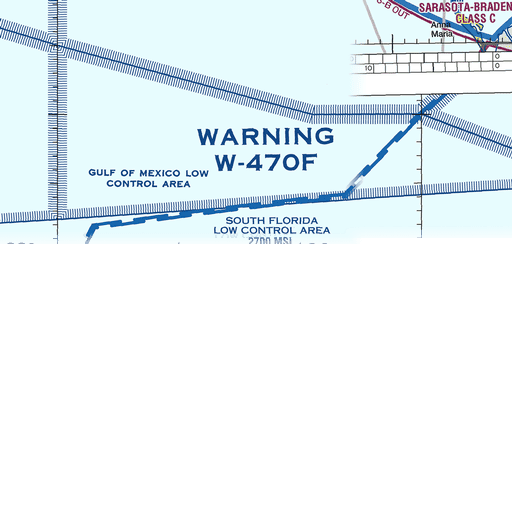 S-B OUT
SARASOTA-BRADEN
CLASS C
Anna
Maria
0
10
0
WARNING
W-470F
GULF OF MEXICO LOW
CONTROL AREA
SOUTH FLORIDA
LOW CONTROL AREA
2700 MSL